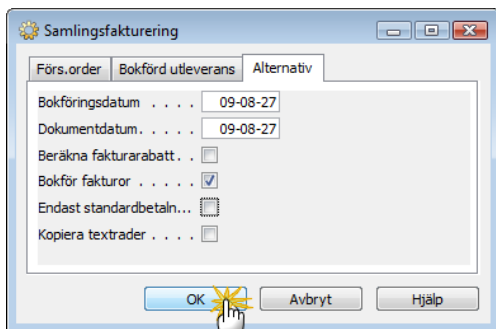 Samlingsfakturering
Förs.order Bokförd utleverans Alternativ
Bokföringsdatum . . . . 09-08-27
Dokumentdatum. . . . . 09-08-27
Beräkna fakturarabatt. . 
Bokför fakturor . . . . .
Endast standardbetaln...
Kopiera textrader . . . .
OK Avbryt Hjälp